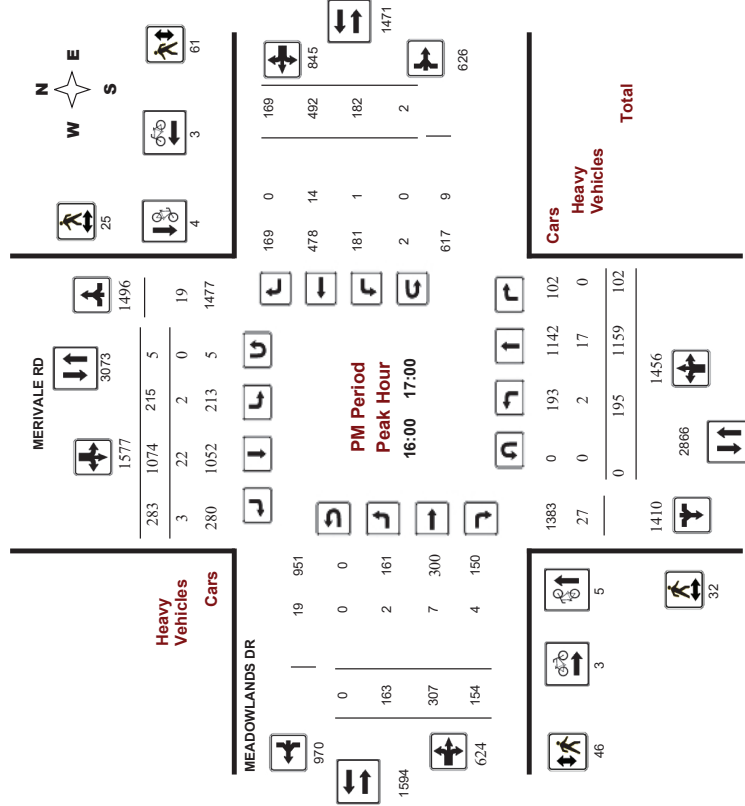 MERIVALE RD
N
W E
S
25
61
4
3
3073
1577
1496
283 1074 215 5
3 22 2 0 19
280 1052 213 5 1477
Heavy
Vehicles
Cars
MEADOWLANDS DR
970
19 951
0 0 0
163 2 161
307 7 300
154 4 150
1594
624
PM Period
Peak Hour
16:00 17:00
169 0 169
478 14 492
181 1 182
2 0 2
617 9
845
1471
626
Cars
Heavy
Vehicles
Total
1383 0 193 1142 102
27 0 2 17 0
0 195 1159 102
1410
1456
2866
46
3
5
32